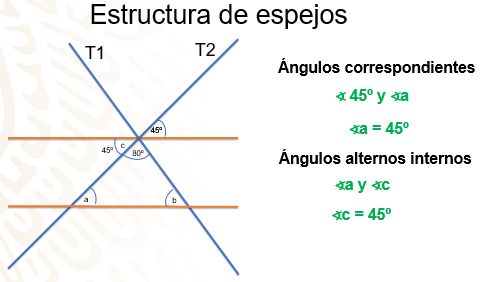 Estructura de espejos
T1
T2
45º
45º
c
80º
a
b
Ángulos correspondientes
∢ 45º y ∢a
∢a = 45º
Ángulos alternos internos
∢a y ∢c
∢c = 45º